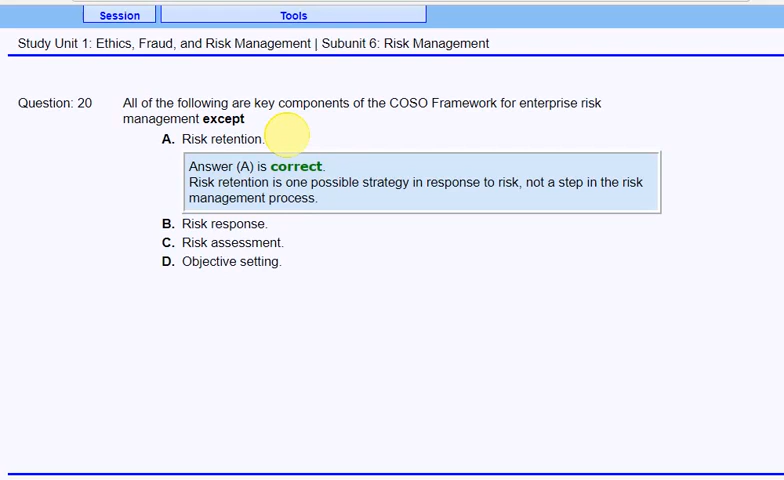 Session
Tools
Study Unit 1: Ethics, Fraud, and Risk Management | Subunit 6: Risk Management
Question: 20
All of the following are key components of the COSO Framework for enterprise risk
management except
A. Risk retention.
Answer (A) is correct.
Risk retention is one possible strategy in response to risk, not a step in the risk
management process.
B. Risk response.
C. Risk assessment.
D. Objective setting.